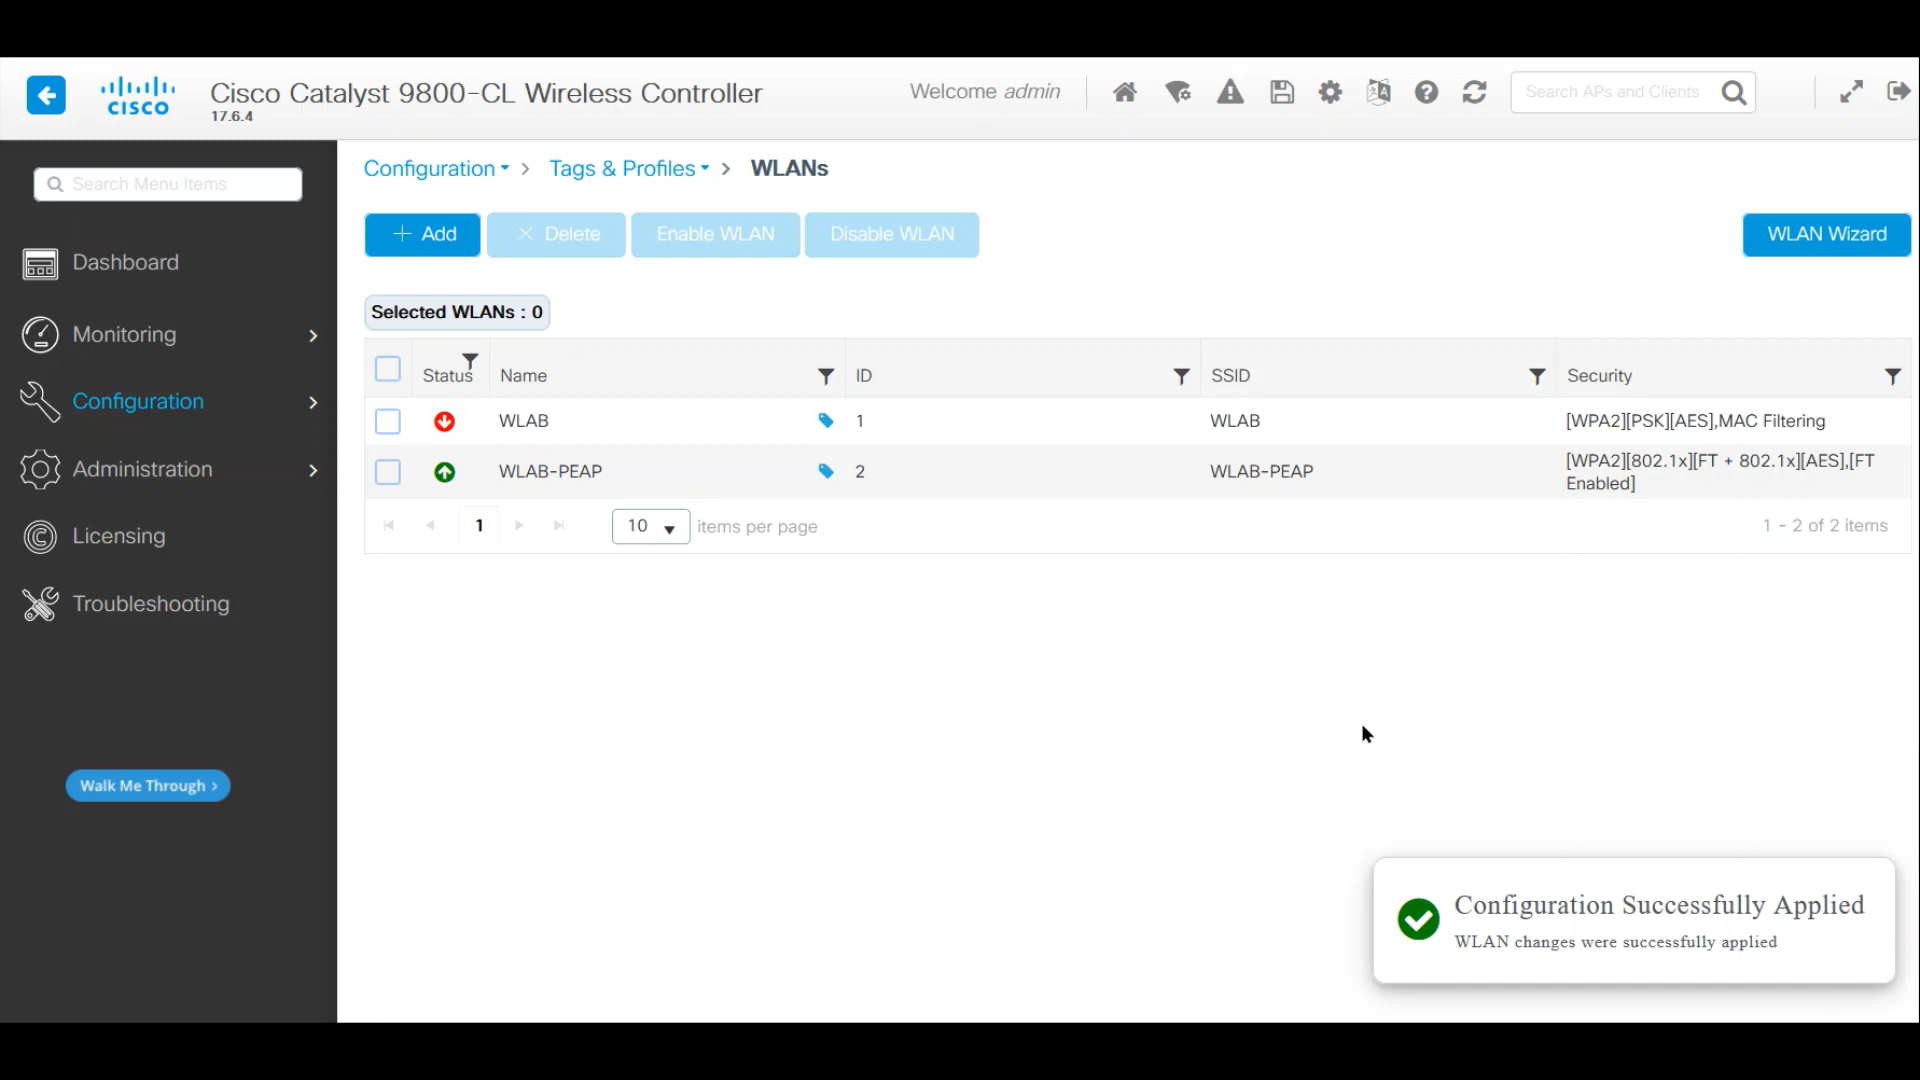 CISCO
Cisco Catalyst 9800-CL Wireless Controller
17.6.4
Welcome admin
Search APs and Clients
Search Menu Items
Dashboard
Monitoring
Configuration
Administration
Licensing
Troubleshooting
Walk Me Through >
Configuration > Tags & Profiles > WLANs
+ Add × Delete Enable WLAN Disable WLAN WLAN Wizard
Selected WLANs : 0
Status Name ID SSID Security
WLAB 1 WLAB [WPA2][PSK][AES],MAC Filtering
WLAB-PEAP 2 WLAB-PEAP [WPA2][802.1x][FT + 802.1x][AES],[FT
Enabled]
1 10 items per page 1 - 2 of 2 items
Configuration Successfully Applied
WLAN changes were successfully applied